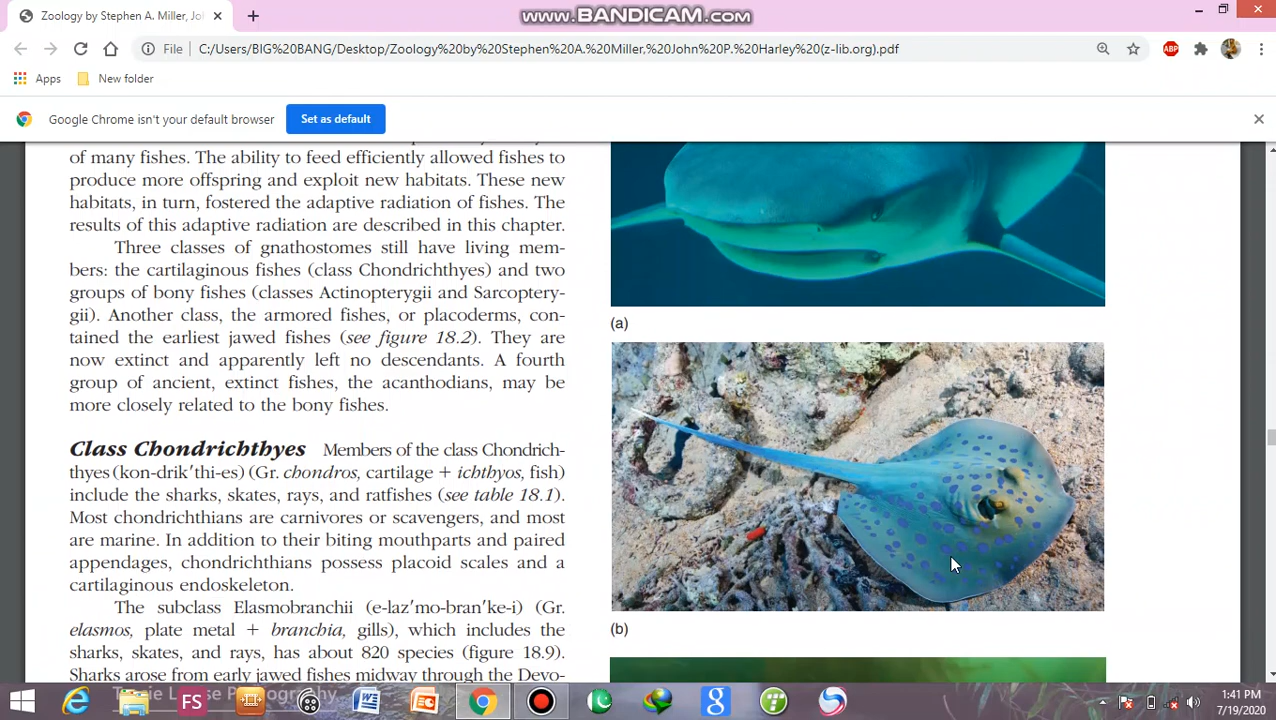 Zoology by Stephen A. Miller, Jo
www.BANDICAM.com
File
C:/Users/BIG%20BANG/Desktop/Zoology%20by%20Stephen%20A.%20Miller,%20John%20P.%20Harley%20(z-lib.org).pdf
ABP
Apps
New folder
Google Chrome isn't your default browser
Set as default
of many fishes. The ability to feed efficiently allowed fishes to
produce more offspring and exploit new habitats. These new
habitats, in turn, fostered the adaptive radiation of fishes. The
results of this adaptive radiation are described in this chapter.
Three classes of gnathostomes still have living mem-
bers: the cartilaginous fishes (class Chondrichthyes) and two
groups of bony fishes (classes Actinopterygii and Sarcoptery-
gii). Another class, the armored fishes, or placoderms, con-
tained the earliest jawed fishes (see figure 18.2). They are
now extinct and apparently left no descendants. A fourth
group of ancient, extinct fishes, the acanthodians, may be
more closely related to the bony fishes.
Class Chondrichthyes Members of the class Chondrich-
thyes (kon-drik′thi-es) (Gr. chondros, cartilage + ichthyos, fish)
include the sharks, skates, rays, and ratfishes (see table 18.1).
Most chondrichthians are carnivores or scavengers, and most
are marine. In addition to their biting mouthparts and paired
appendages, chondrichthians possess placoid scales and a
cartilaginous endoskeleton.
The subclass Elasmobranchii (e-laz′mo-bran′ke-i) (Gr.
elasmos, plate metal + branchia, gills), which includes the
sharks, skates, and rays, has about 820 species (figure 18.9).
Sharks arose from early jawed fishes midway through the Devo-
(a)
(b)
FS
1:41 PM
7/19/2020